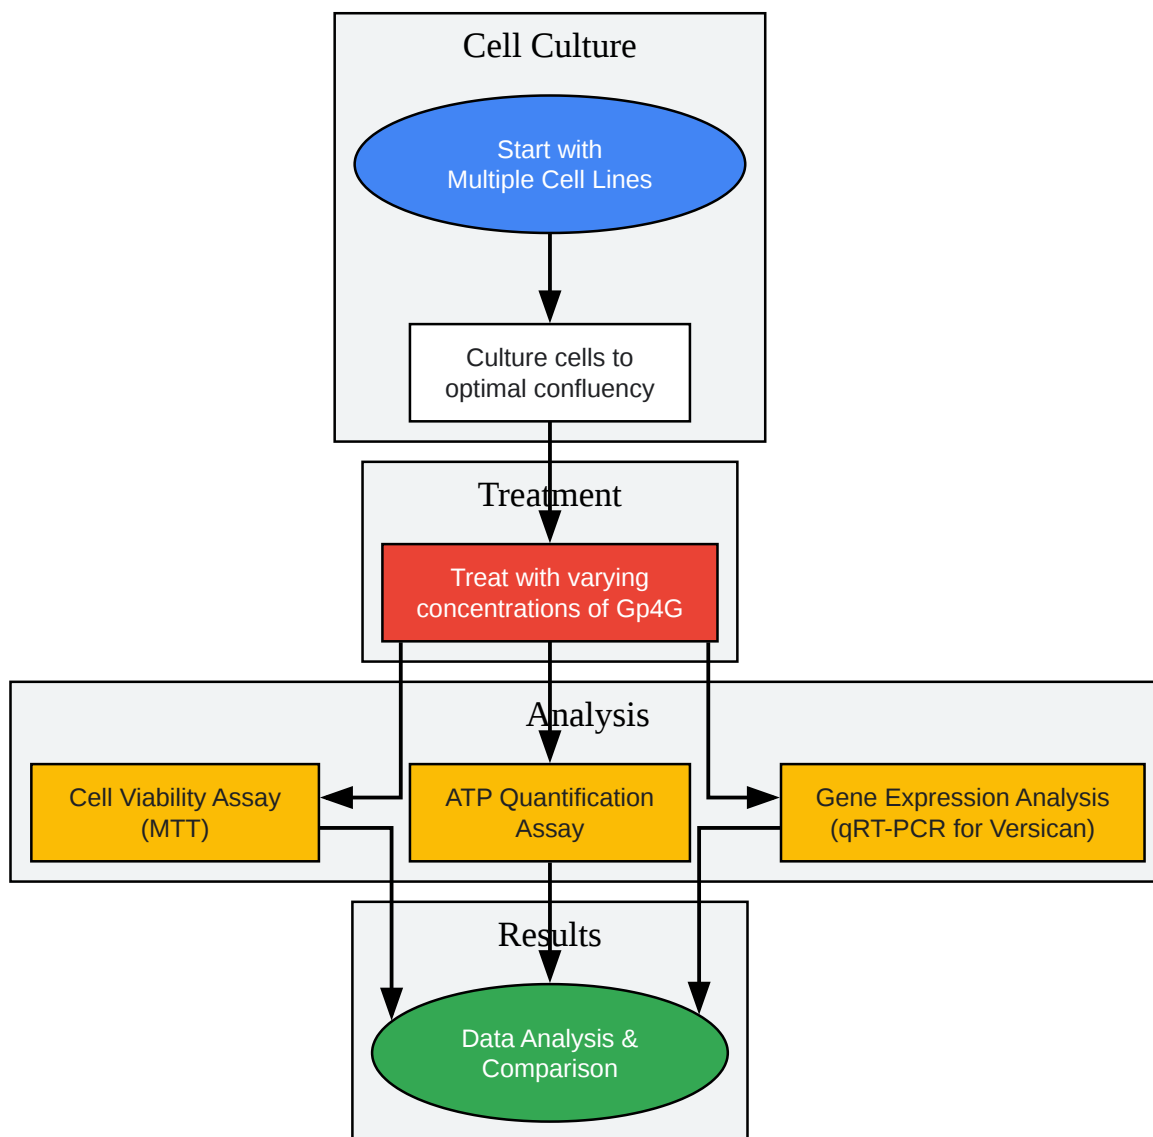 Cell Culture
Start with
Multiple Cell Lines
Culture cells to
optimal confluency
Treatment
Treat with varying
concentrations of Gp4G
Analysis
Cell Viability Assay
(MTT)
ATP Quantification
Assay
Gene Expression Analysis
(qRT-PCR for Versican)
Results
Data Analysis &
Comparison